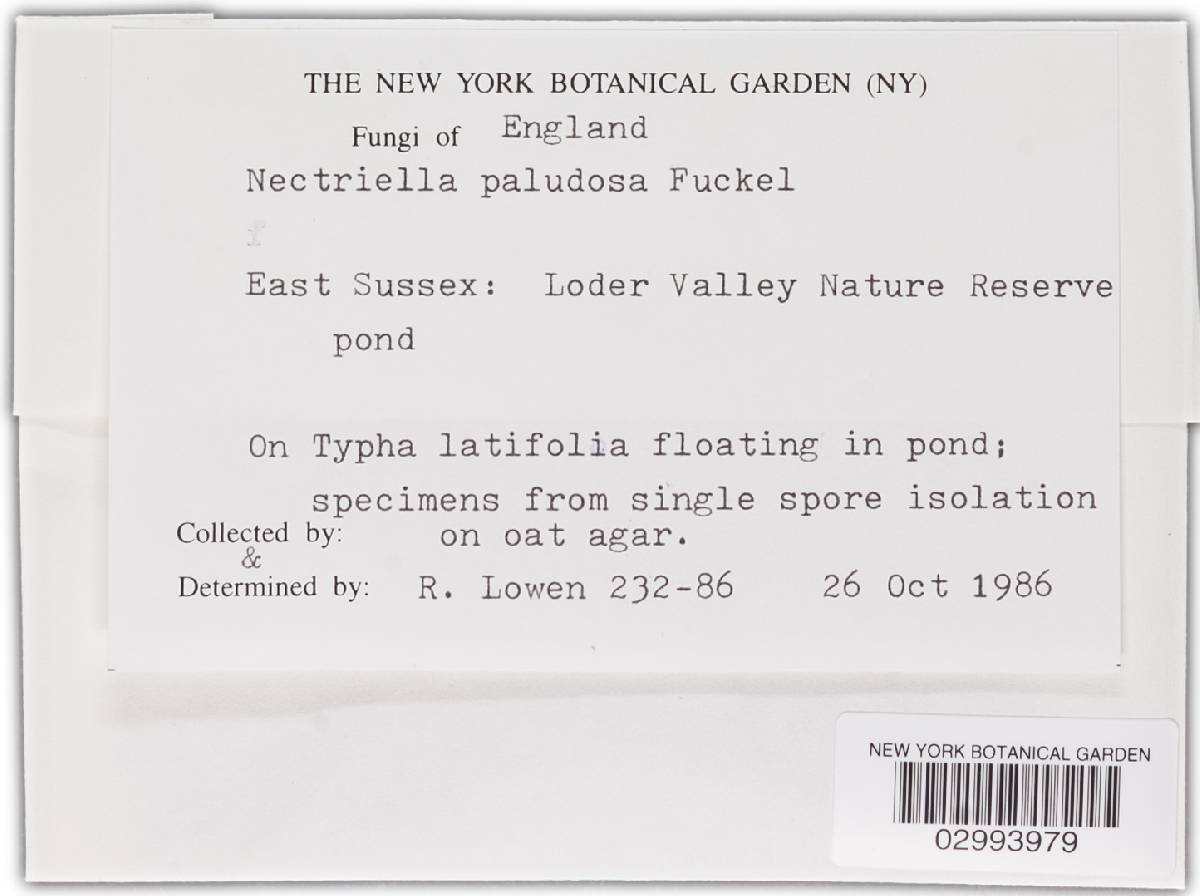 THE NEW YORK BOTANICAL GARDEN (NY)
Fungi of England
Nectriella paludosa Fuckel
f
East Sussex: Loder Valley Nature Reserve
pond
On Typha latifolia floating in pond;
specimens from single spore isolation
Collected by: on oat agar.
&
Determined by: R. Lowen 232-86 26 Oct 1986
NEW YORK BOTANICAL GARDEN
02993979